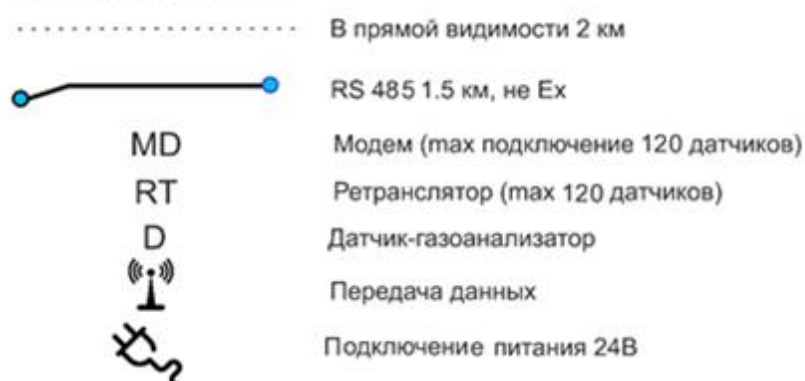 В прямой видимости 2 км
RS 485 1.5 км, не Ex
MD Модем (max подключение 120 датчиков)
RT Ретранслятор (max 120 датчиков)
D Датчик-газоанализатор
Передача данных
Подключение питания 24В